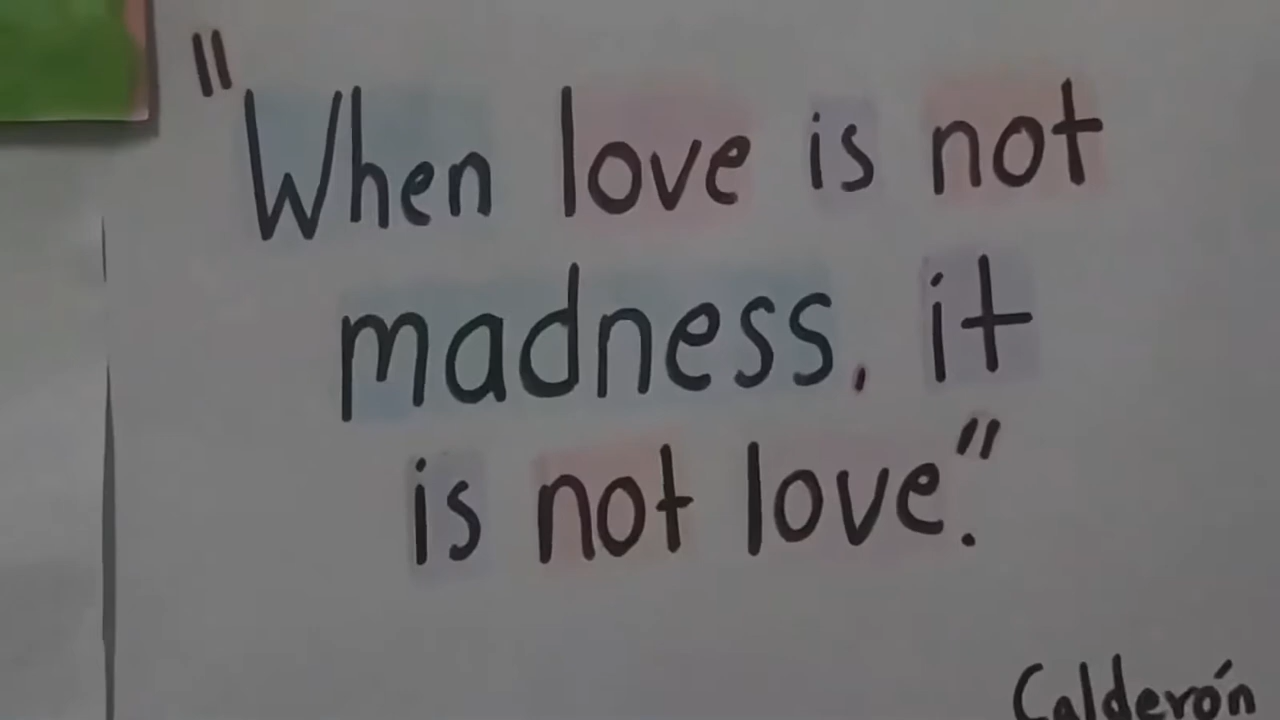 "When love is not
madness, it
is not love."
Calderón